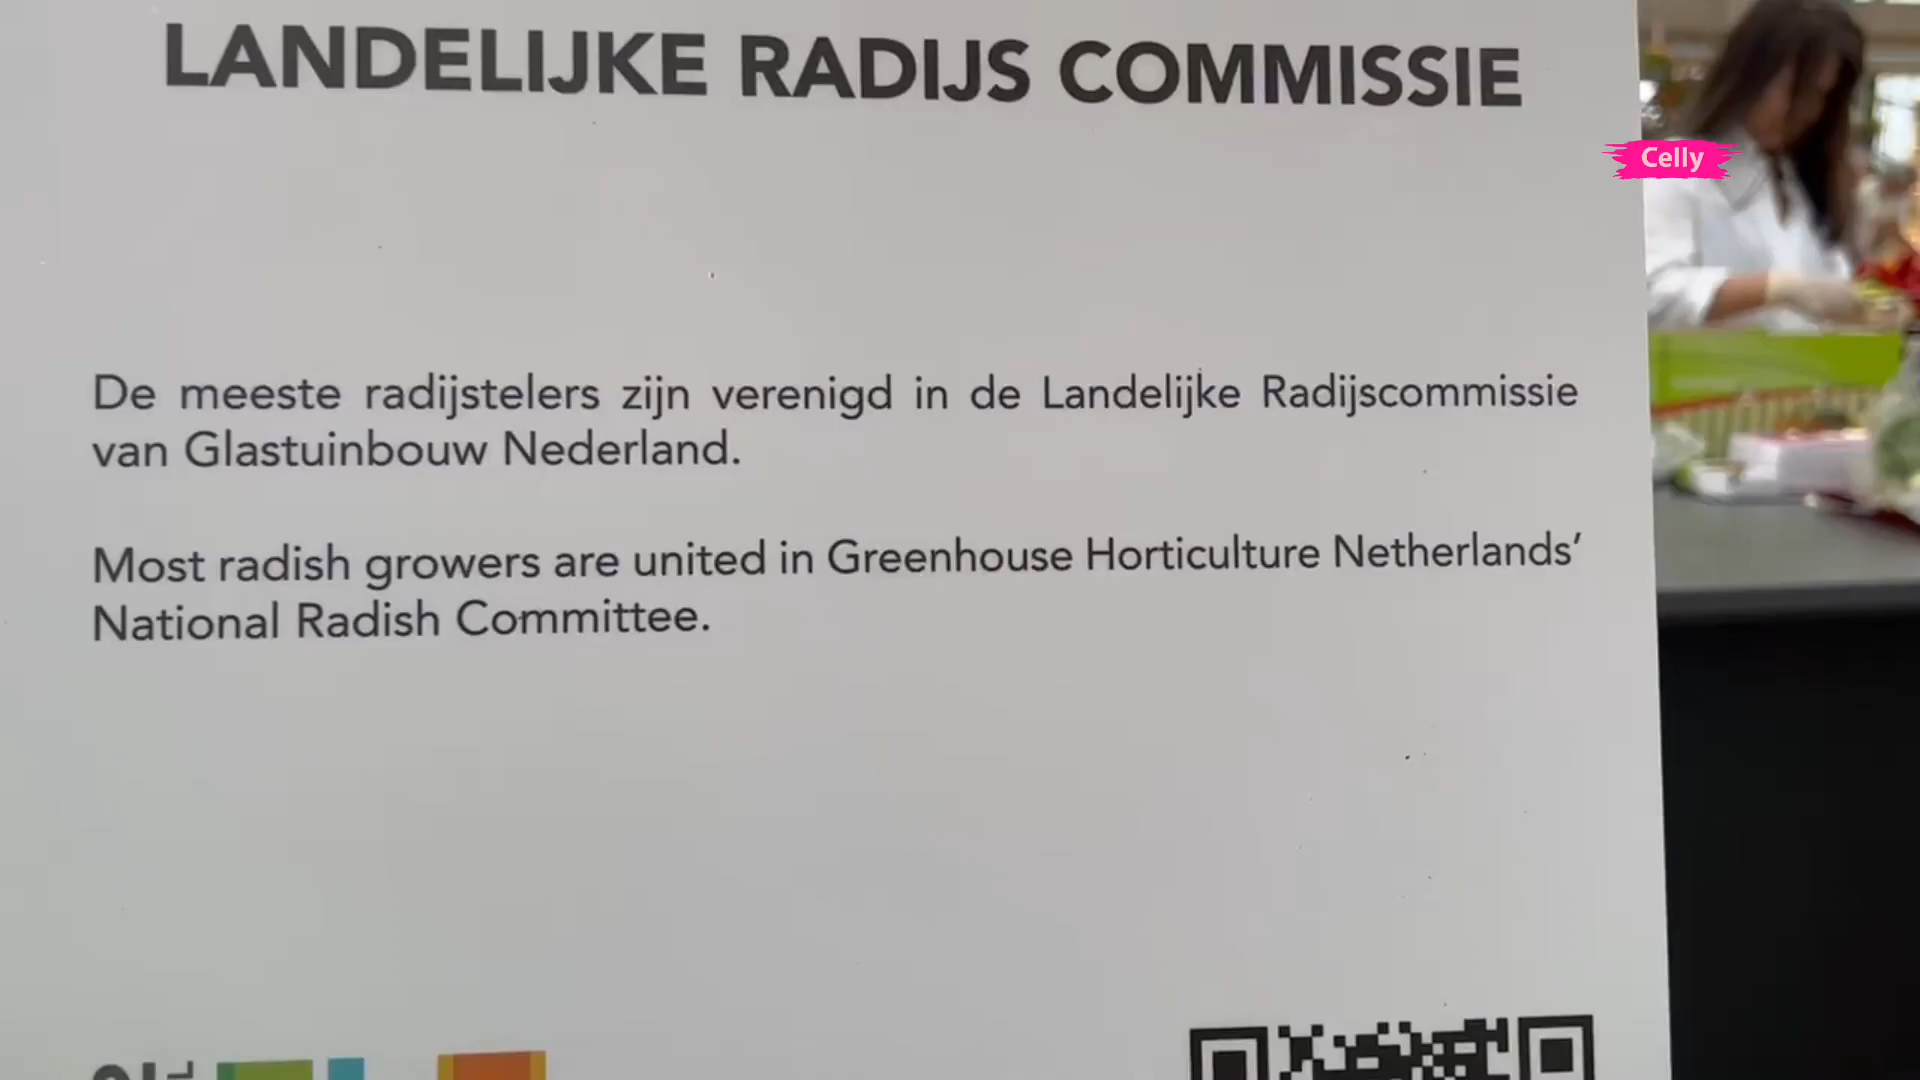 LANDELIJKE RADIJS COMMISSIE
Celly
De meeste radijstelers zijn verenigd in de Landelijke Radijscommissie
van Glastuinbouw Nederland.
Most radish growers are united in Greenhouse Horticulture Netherlands’
National Radish Committee.